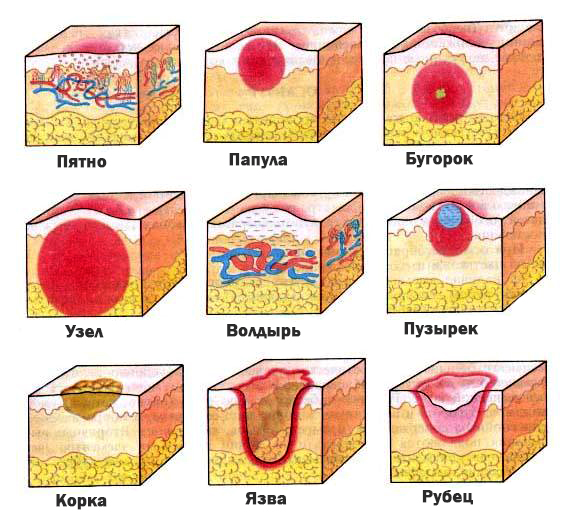 Пятно
Папула
Бугорок
Узел
Волдырь
Пузырек
Корка
Язва
Рубец